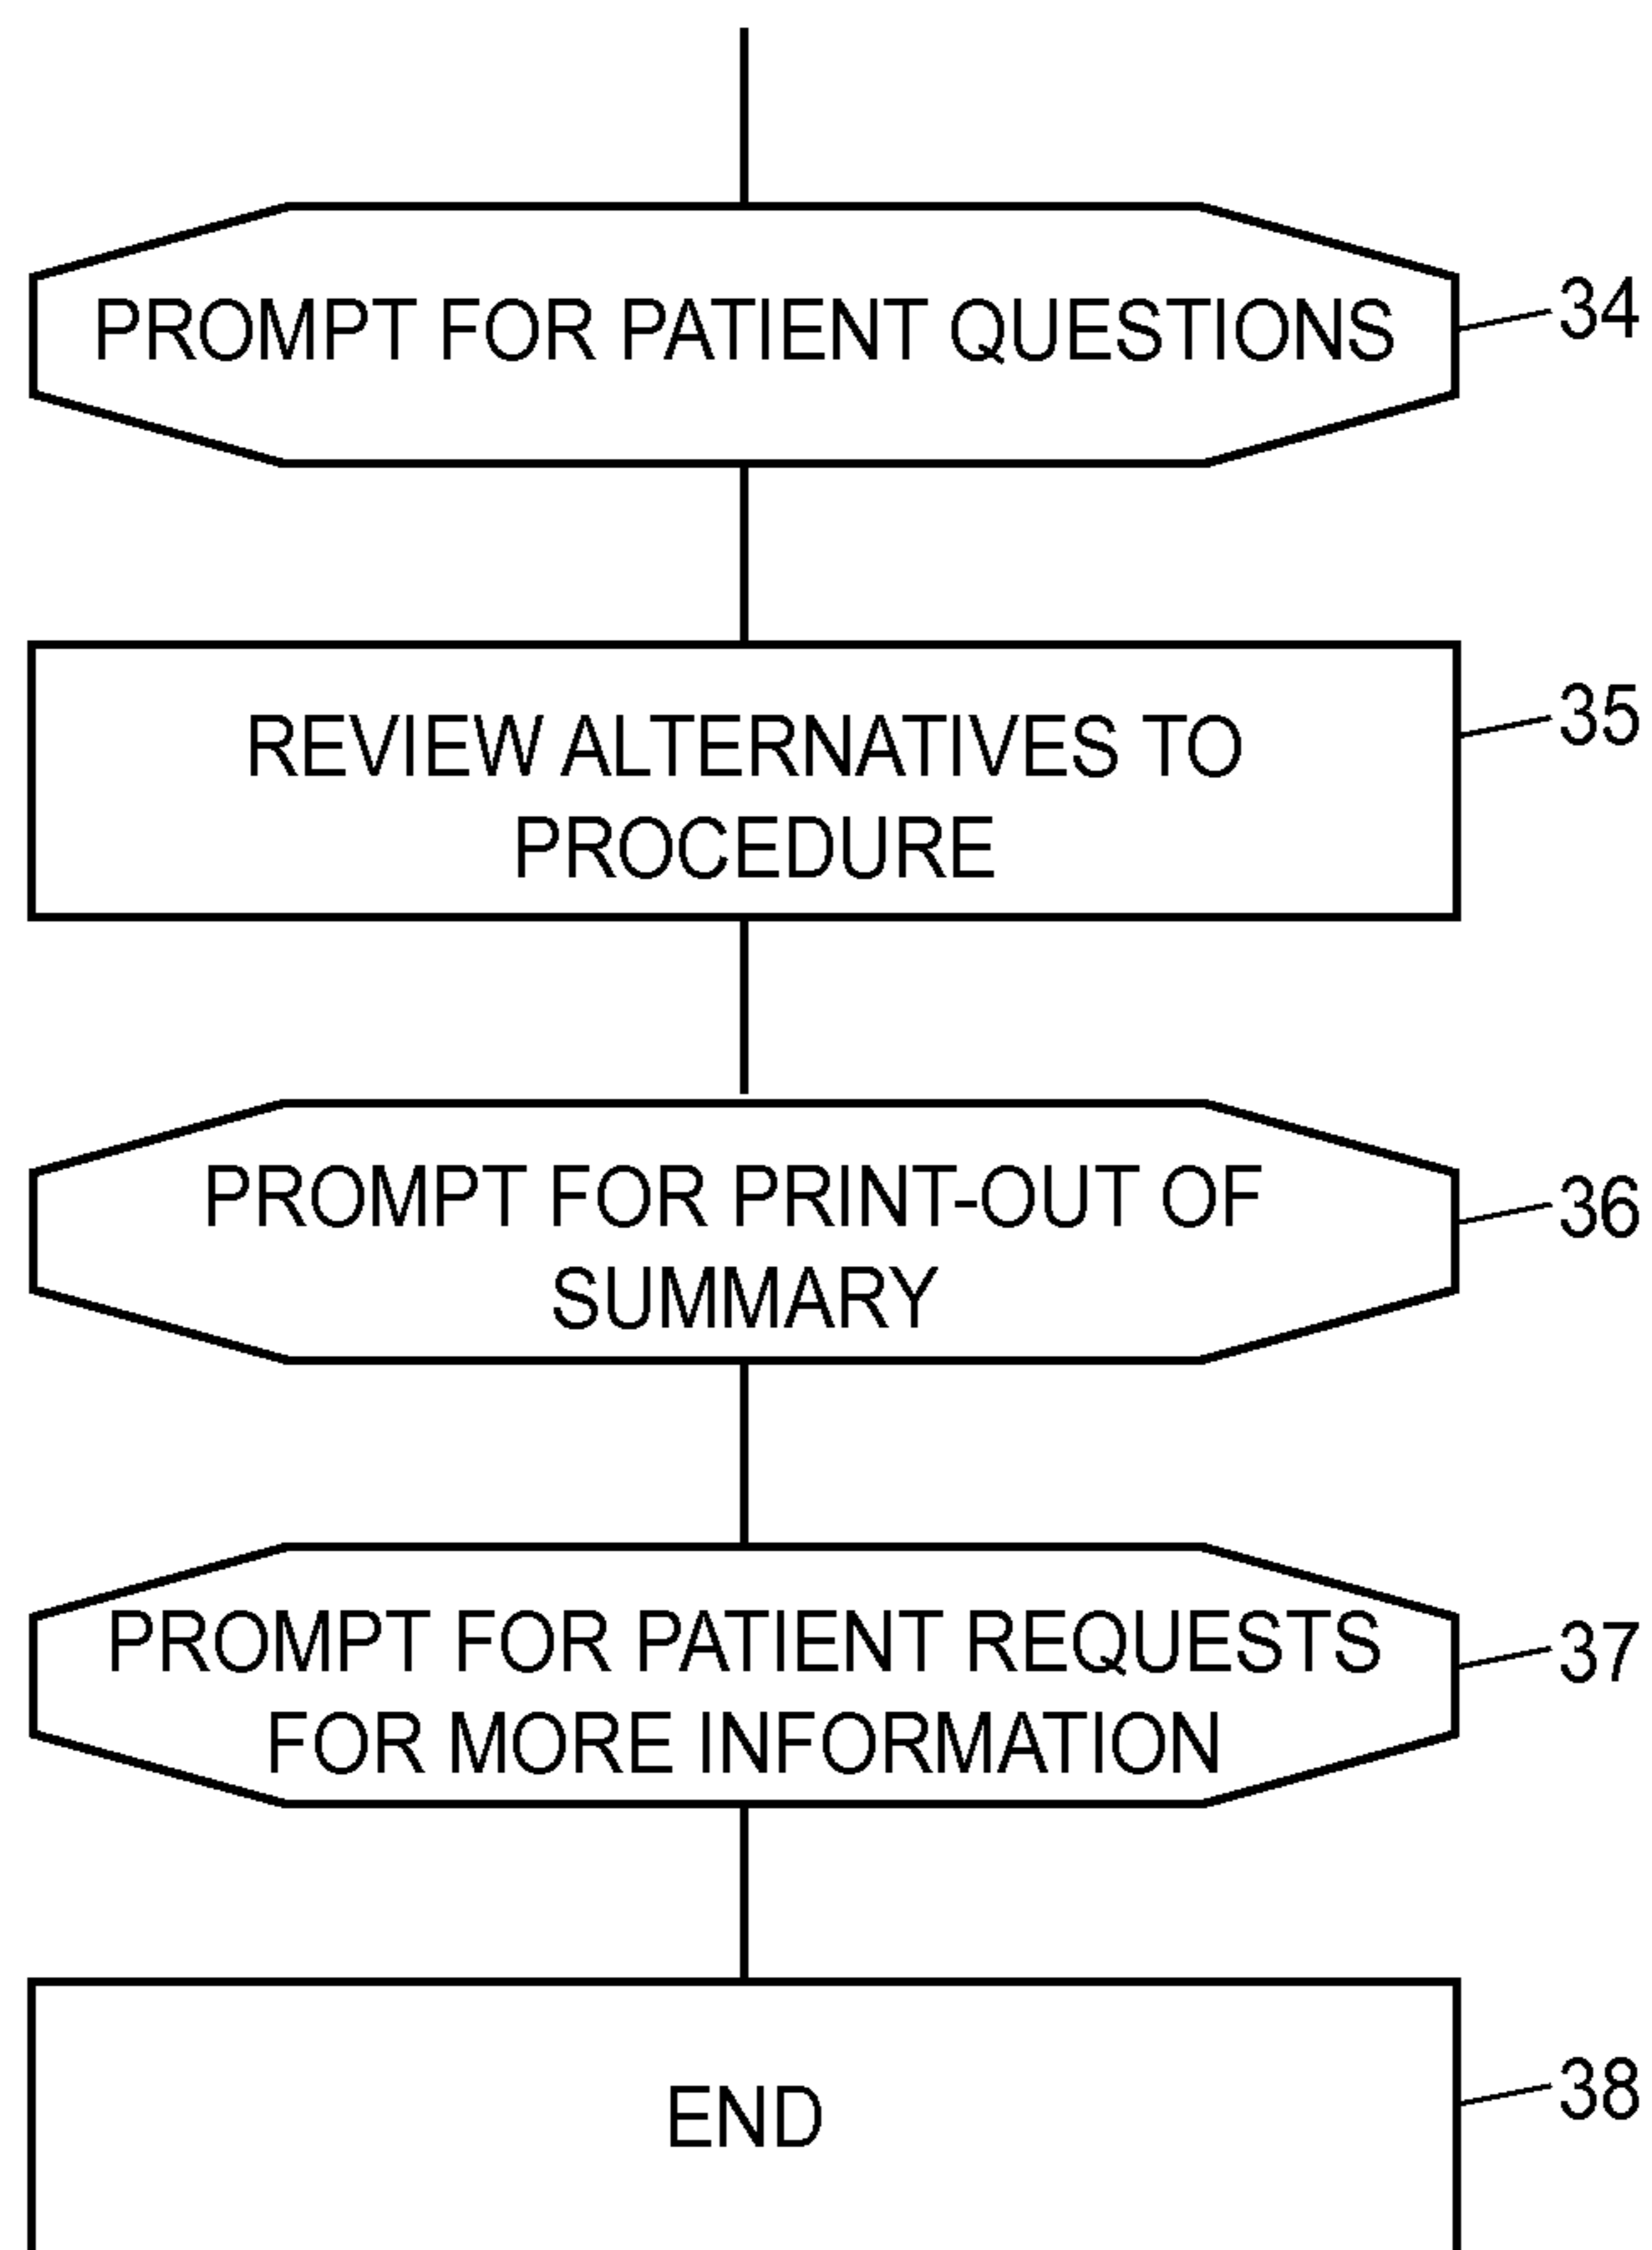 PROMPT FOR PATIENT QUESTIONS
34
REVIEW ALTERNATIVES TO
PROCEDURE
35
PROMPT FOR PRINT-OUT OF
SUMMARY
36
PROMPT FOR PATIENT REQUESTS
FOR MORE INFORMATION
37
END
38